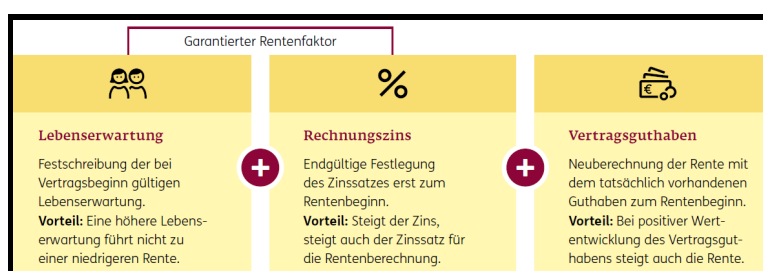 Garantierter Rentenfaktor
%
€
Lebenserwartung
Festschreibung der bei
Vertragsbeginn gültigen
Lebenserwartung.
Vorteil: Eine höhere Lebens-
erwartung führt nicht zu
einer niedrigeren Rente.
+
Rechnungszins
Endgültige Festlegung
des Zinssatzes erst zum
Rentenbeginn.
Vorteil: Steigt der Zins,
steigt auch der Zinssatz für
die Rentenberechnung.
+
Vertragsguthaben
Neuberechnung der Rente mit
dem tatsächlich vorhandenen
Guthaben zum Rentenbeginn.
Vorteil: Bei positiver Wert-
entwicklung des Vertragsgut-
habens steigt auch die Rente.